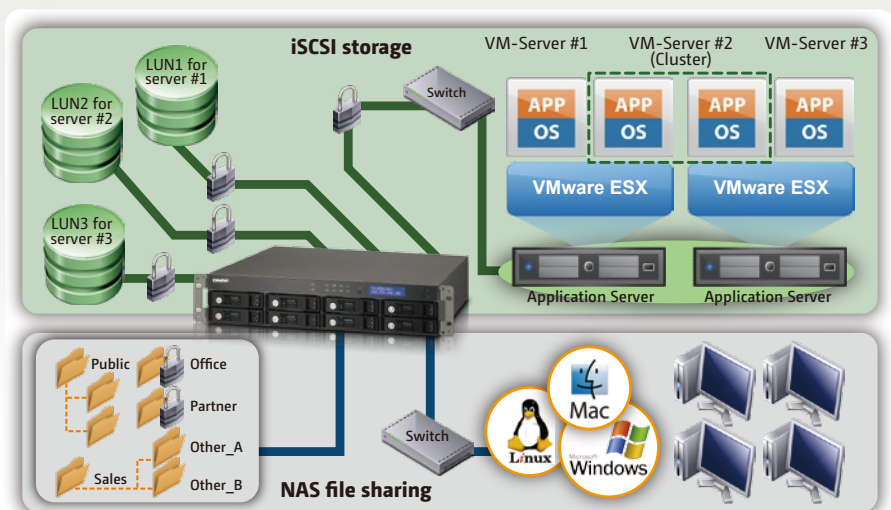 iSCSI storage
VM-Server #1
VM-Server #2
(Cluster)
VM-Server #3
LUN1 for
server #1
LUN2 for
server #2
LUN3 for
server #3
Switch
APP
OS
APP
OS
APP
OS
APP
OS
VMware ESX
VMware ESX
Application Server
Application Server
Public
Office
Partner
Other_A
Sales
Other_B
NAS file sharing
Switch
Mac
Linux
Microsoft
Windows